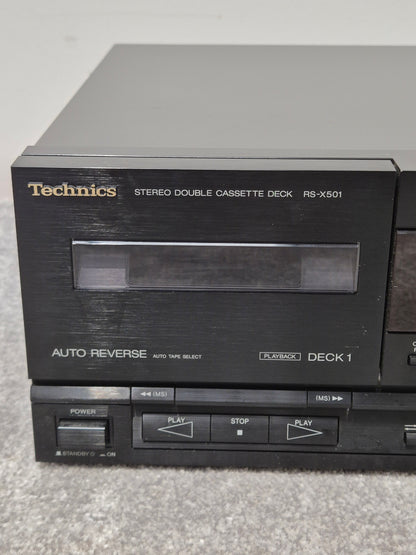 Technics STEREO DOUBLE CASSETTE DECK RS-X501
AUTO REVERSE AUTO TAPE SELECT PLAYBACK DECK 1
◀◀ (MS) (MS) ▶▶
POWER PLAY STOP PLAY
STANDBY ON